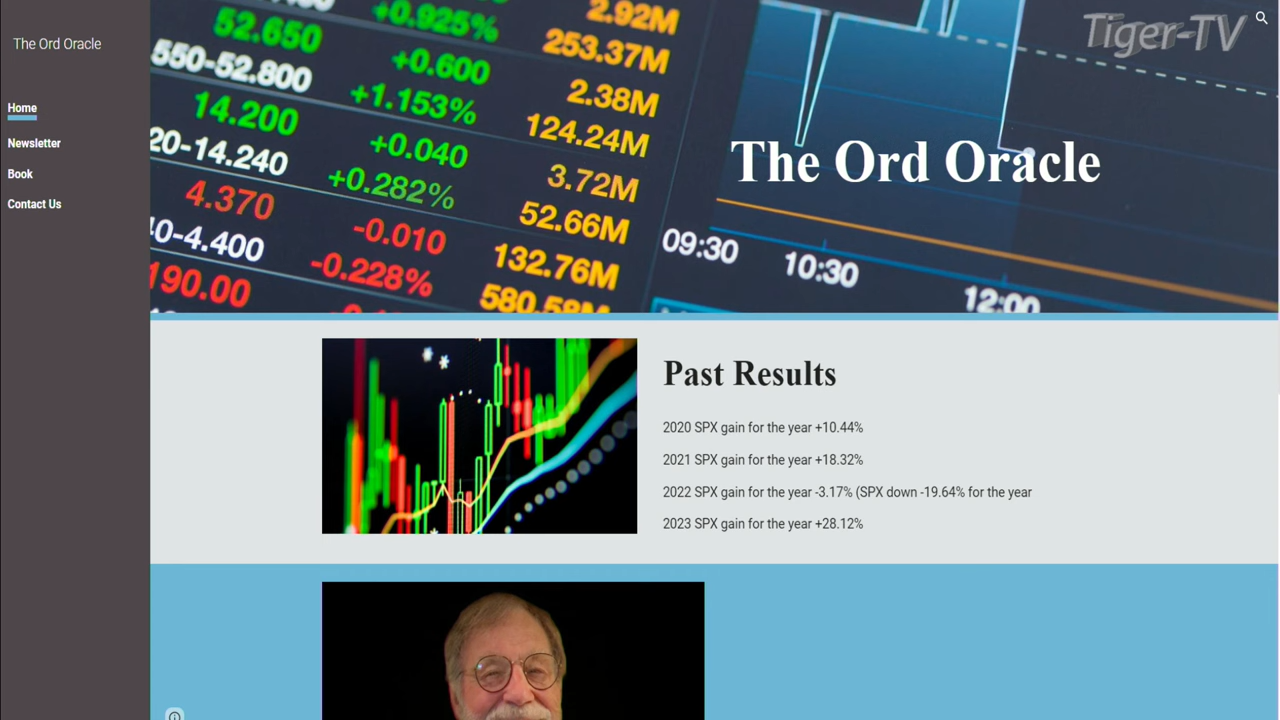 The Ord Oracle
Home
Newsletter
Book
Contact Us
Tiger-TV
52.650
+0.925%
2.92M
550-52.800
+0.600
253.37M
14.200
+1.153%
2.38M
20-14.240
+0.040
124.24M
4.370
+0.282%
3.72M
0-4.400
-0.010
52.66M
190.00
-0.228%
132.76M
580.58M
09:30
10:30
12:00
The Ord Oracle
Past Results
2020 SPX gain for the year +10.44%
2021 SPX gain for the year +18.32%
2022 SPX gain for the year -3.17% (SPX down -19.64% for the year
2023 SPX gain for the year +28.12%